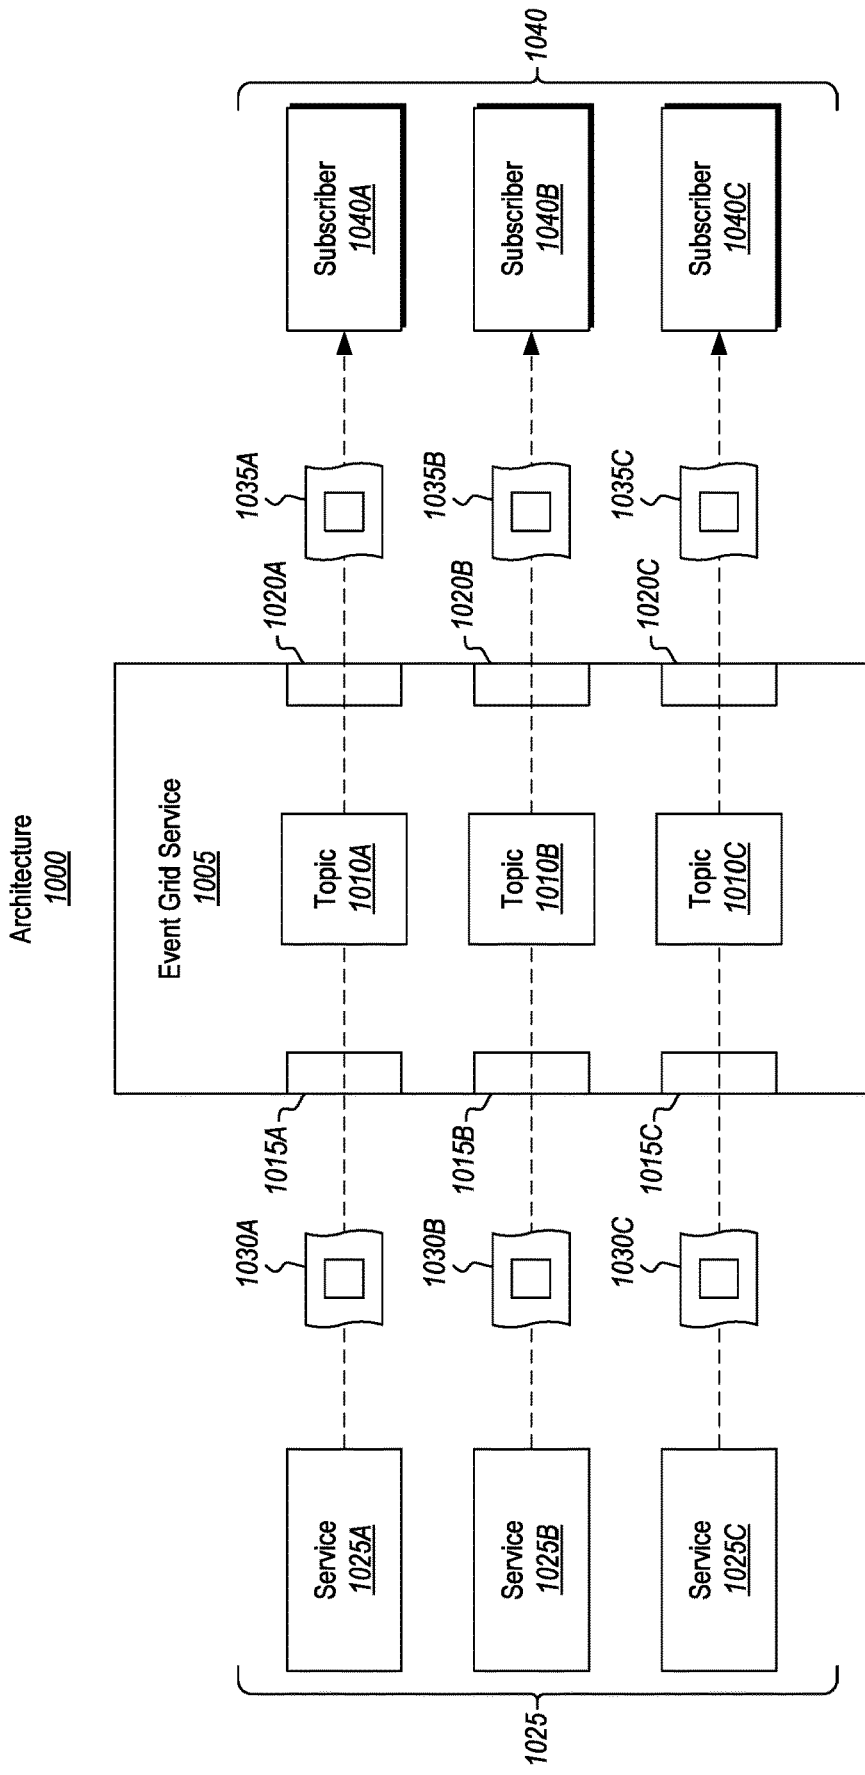 Architecture
1000
Event Grid Service
1005
1025
Service
1025A
1030A
1015A
Topic
1010A
1020A
1035A
Subscriber
1040A
Service
1025B
1030B
1015B
Topic
1010B
1020B
1035B
Subscriber
1040B
Service
1025C
1030C
1015C
Topic
1010C
1020C
1035C
Subscriber
1040C
1040